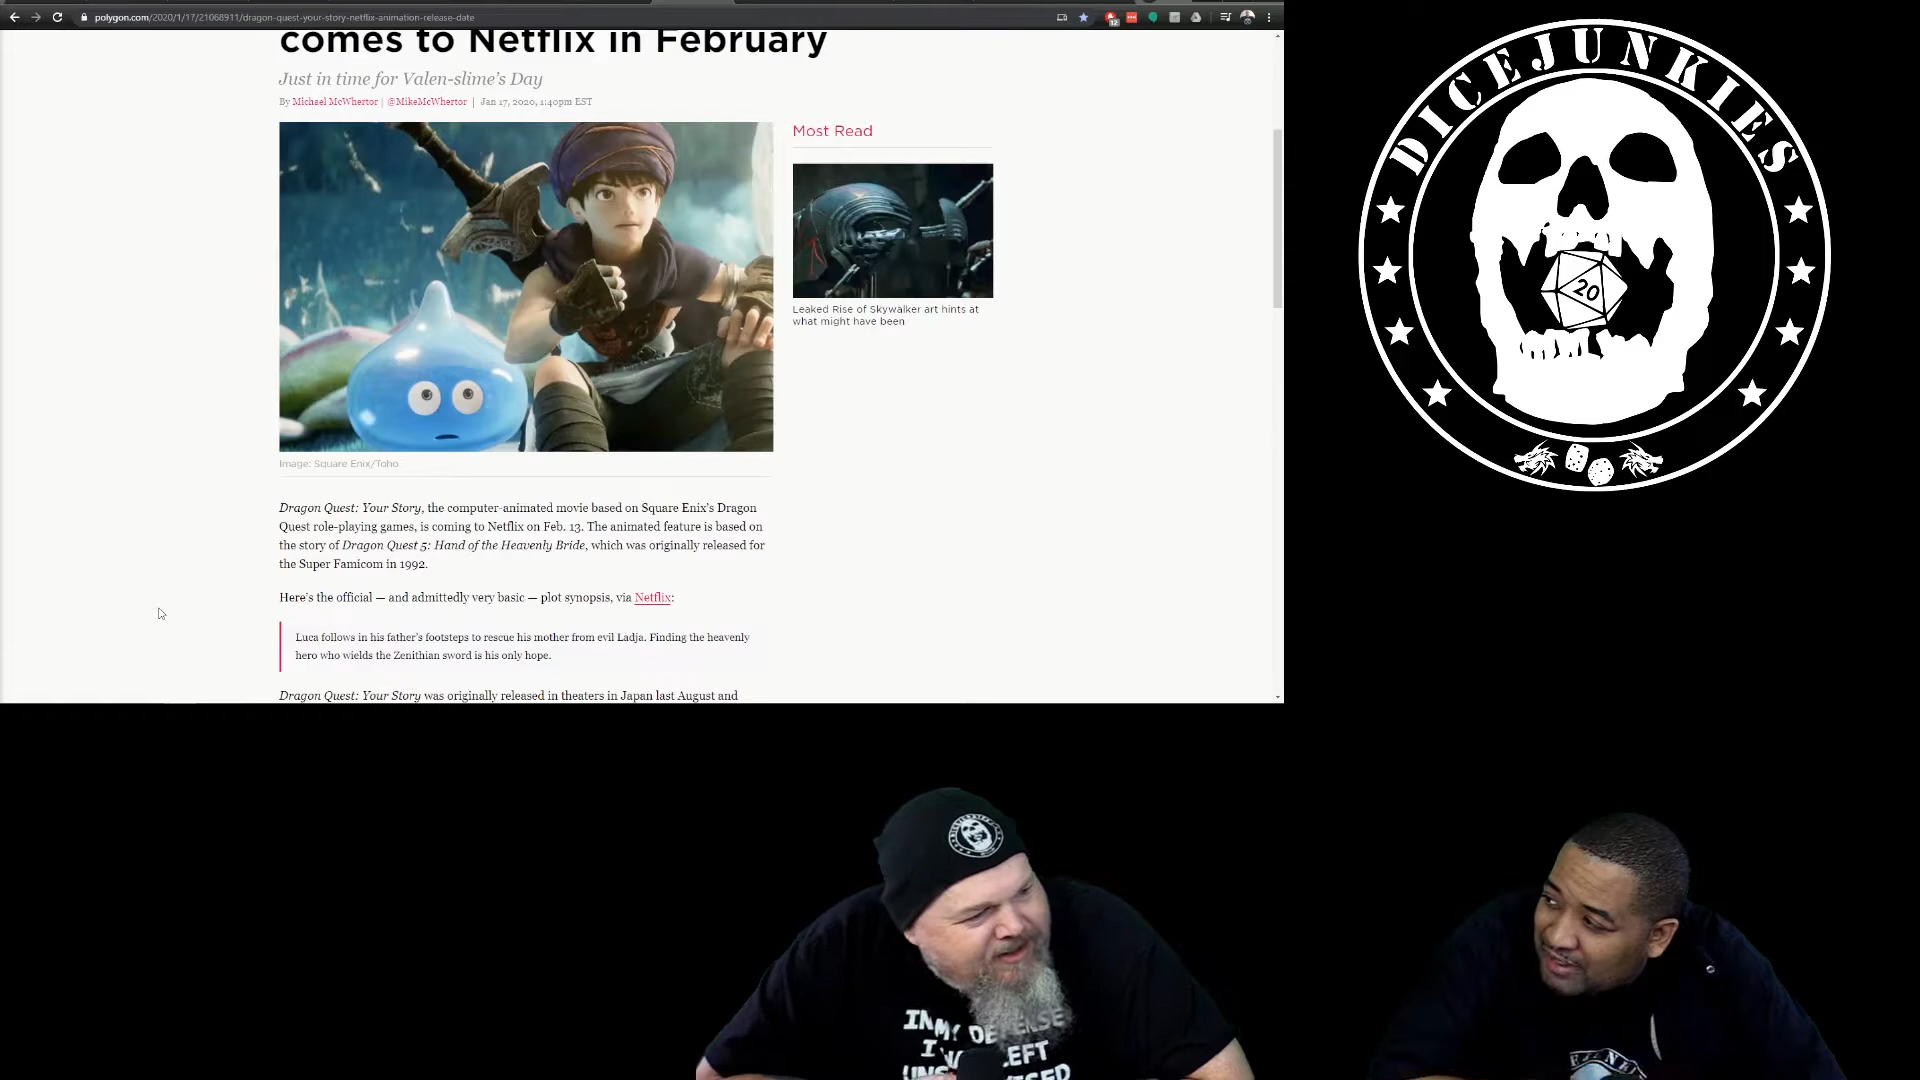 polygon.com/2020/1/17/21068911/dragon-quest-your-story-netflix-animation-release-date
12
comes to Netflix in February
Just in time for Valen-slime's Day
By Michael McWhertor | @MikeMcWhertor | Jan 17, 2020, 1:40pm EST
Most Read
Leaked Rise of Skywalker art hints at
what might have been
Image: Square Enix/Toho
Dragon Quest: Your Story, the computer-animated movie based on Square Enix's Dragon
Quest role-playing games, is coming to Netflix on Feb. 13. The animated feature is based on
the story of Dragon Quest 5: Hand of the Heavenly Bride, which was originally released for
the Super Famicom in 1992.
Here's the official — and admittedly very basic — plot synopsis, via Netflix:
Luca follows in his father's footsteps to rescue his mother from evil Ladja. Finding the heavenly
hero who wields the Zenithian sword is his only hope.
Dragon Quest: Your Story was originally released in theaters in Japan last August and
DICEJUNKIES
20
IN MY DEFENSE
I LEFT